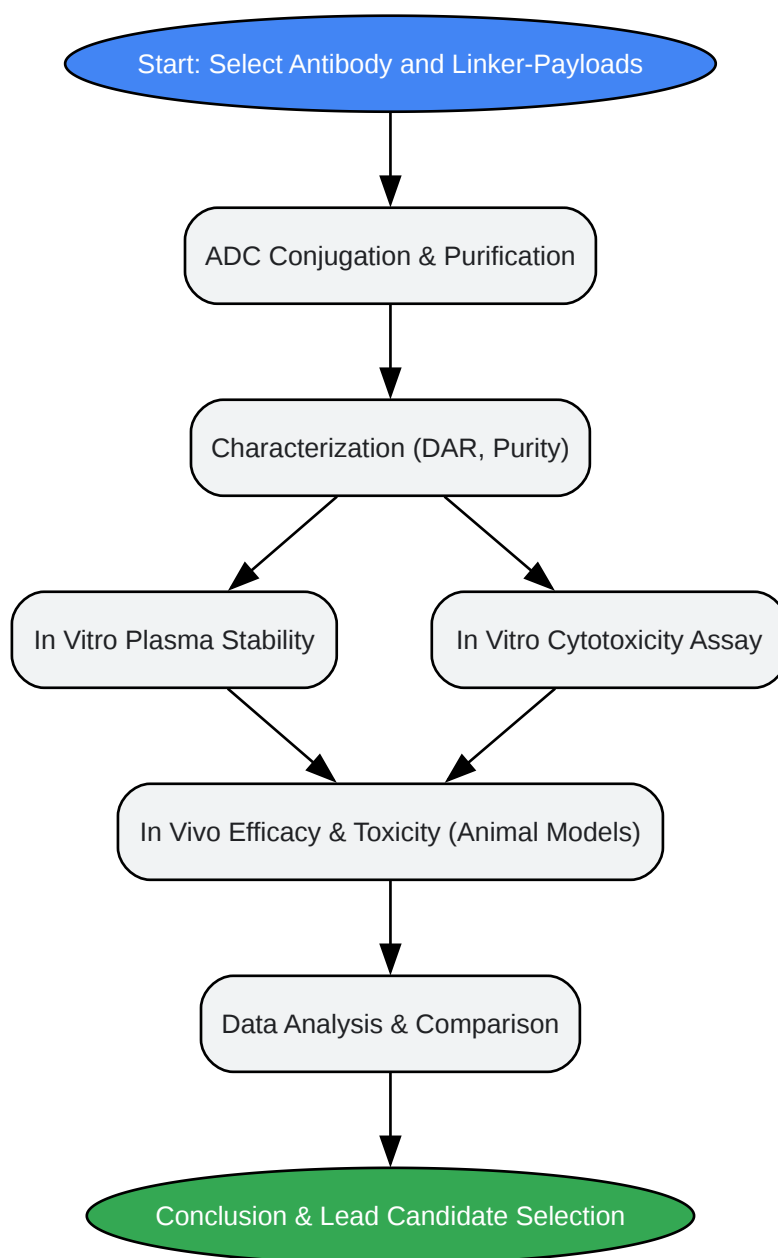 Start: Select Antibody and Linker-Payloads
ADC Conjugation & Purification
Characterization (DAR, Purity)
In Vitro Plasma Stability
In Vitro Cytotoxicity Assay
In Vivo Efficacy & Toxicity (Animal Models)
Data Analysis & Comparison
Conclusion & Lead Candidate Selection